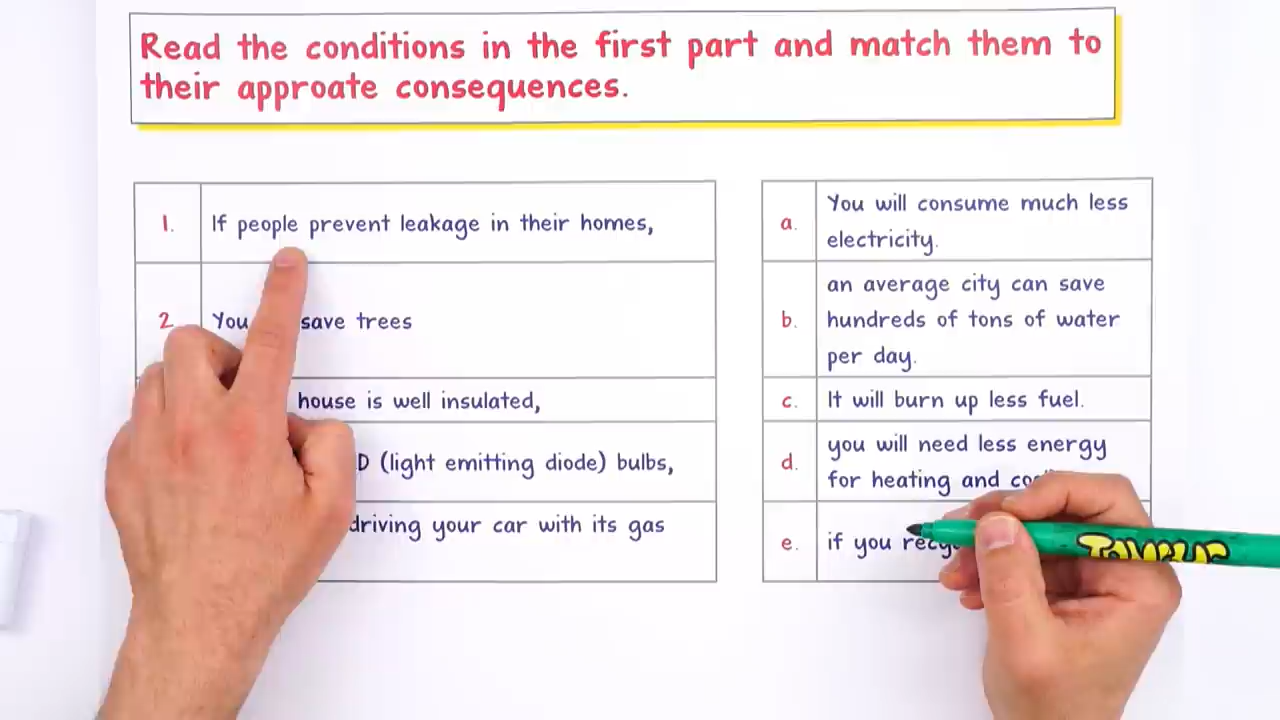 Read the conditions in the first part and match them to
their approate consequences.
1. If people prevent leakage in their homes,
2. You save trees
house is well insulated,
D (light emitting diode) bulbs,
driving your car with its gas
a. You will consume much less
electricity.
b. an average city can save
hundreds of tons of water
per day.
c. It will burn up less fuel.
d. you will need less energy
for heating and
e. if you